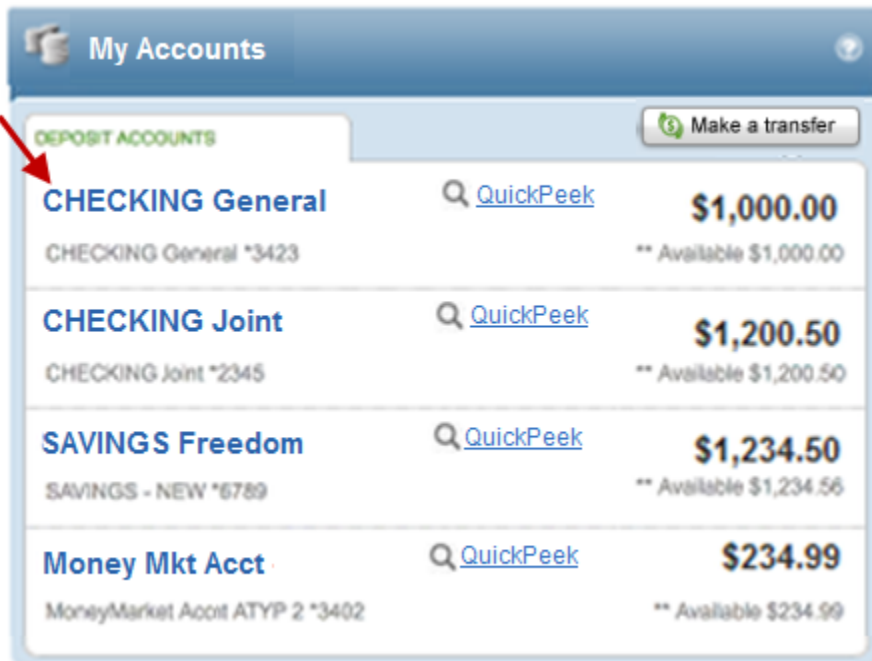 My Accounts
?
DEPOSIT ACCOUNTS
Make a transfer
CHECKING General QuickPeek $1,000.00
CHECKING General *3423 ** Available $1,000.00
CHECKING Joint QuickPeek $1,200.50
CHECKING Joint *2345 ** Available $1,200.50
SAVINGS Freedom QuickPeek $1,234.50
SAVINGS - NEW *6789 ** Available $1,234.56
Money Mkt Acct QuickPeek $234.99
MoneyMarket Accnt ATYP 2 *3402 ** Available $234.99